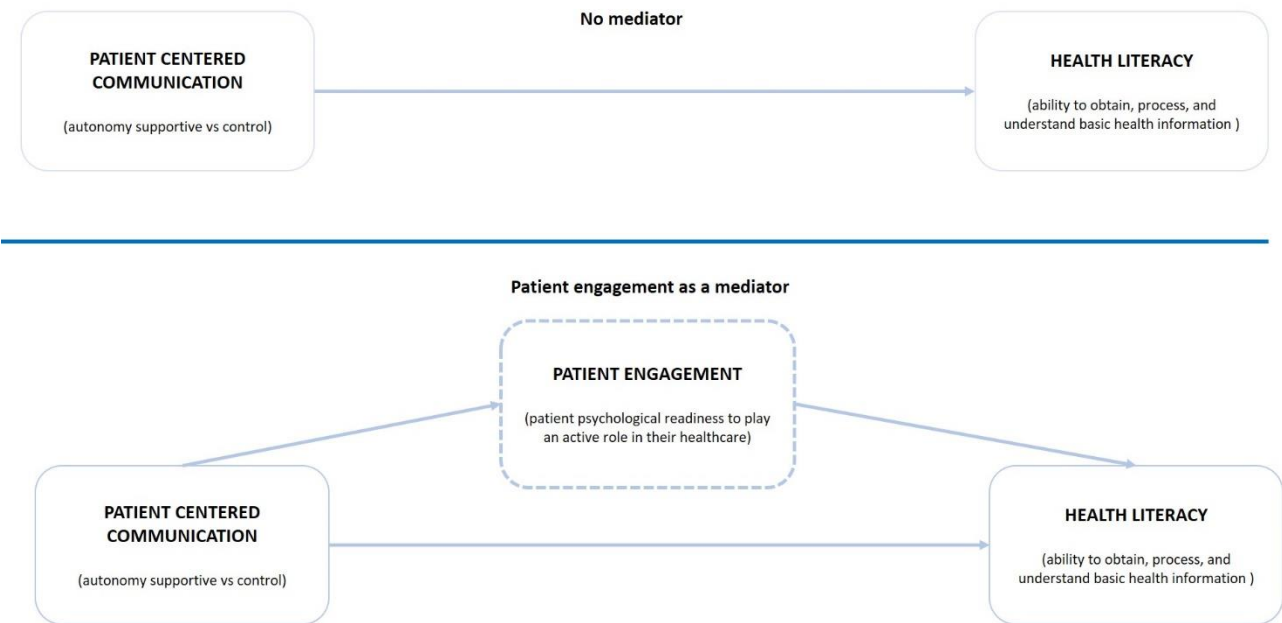 No mediator
PATIENT CENTERED
COMMUNICATION
(autonomy supportive vs control)
HEALTH LITERACY
(ability to obtain, process, and
understand basic health information )
Patient engagement as a mediator
PATIENT ENGAGEMENT
(patient psychological readiness to play
an active role in their healthcare)
PATIENT CENTERED
COMMUNICATION
(autonomy supportive vs control)
HEALTH LITERACY
(ability to obtain, process, and
understand basic health information )